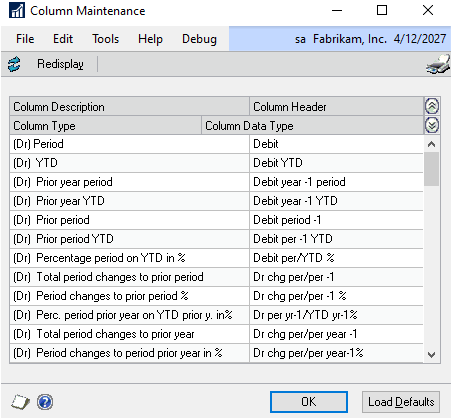 Column Maintenance
File Edit Tools Help Debug sa Fabrikam, Inc. 4/12/2027
Redisplay
Column Description Column Header
Column Type Column Data Type
(Dr) Period Debit
(Dr) YTD Debit YTD
(Dr) Prior year period Debit year -1 period
(Dr) Prior year YTD Debit year -1 YTD
(Dr) Prior period Debit period -1
(Dr) Prior period YTD Debit per -1 YTD
(Dr) Percentage period on YTD in % Debit per/YTD %
(Dr) Total period changes to prior period Dr chg per/per -1
(Dr) Period changes to prior period % Dr chg per/per -1 %
(Dr) Perc. period prior year on YTD prior y. in% Dr per yr-1/YTD yr-1%
(Dr) Total period changes to prior year Dr chg per/per year -1
(Dr) Period changes to period prior year in % Dr chg per/per year-1%
OK Load Defaults